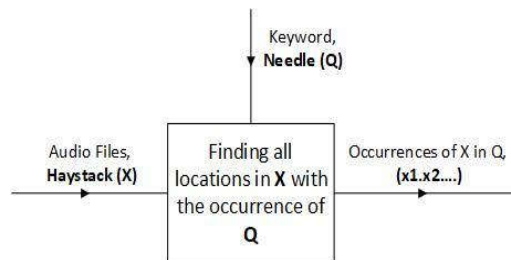 Keyword,
Needle (Q)
Audio Files,
Haystack (X)
Finding all
locations in X with
the occurrence of
Q
Occurrences of X in Q,
(x1.x2....)